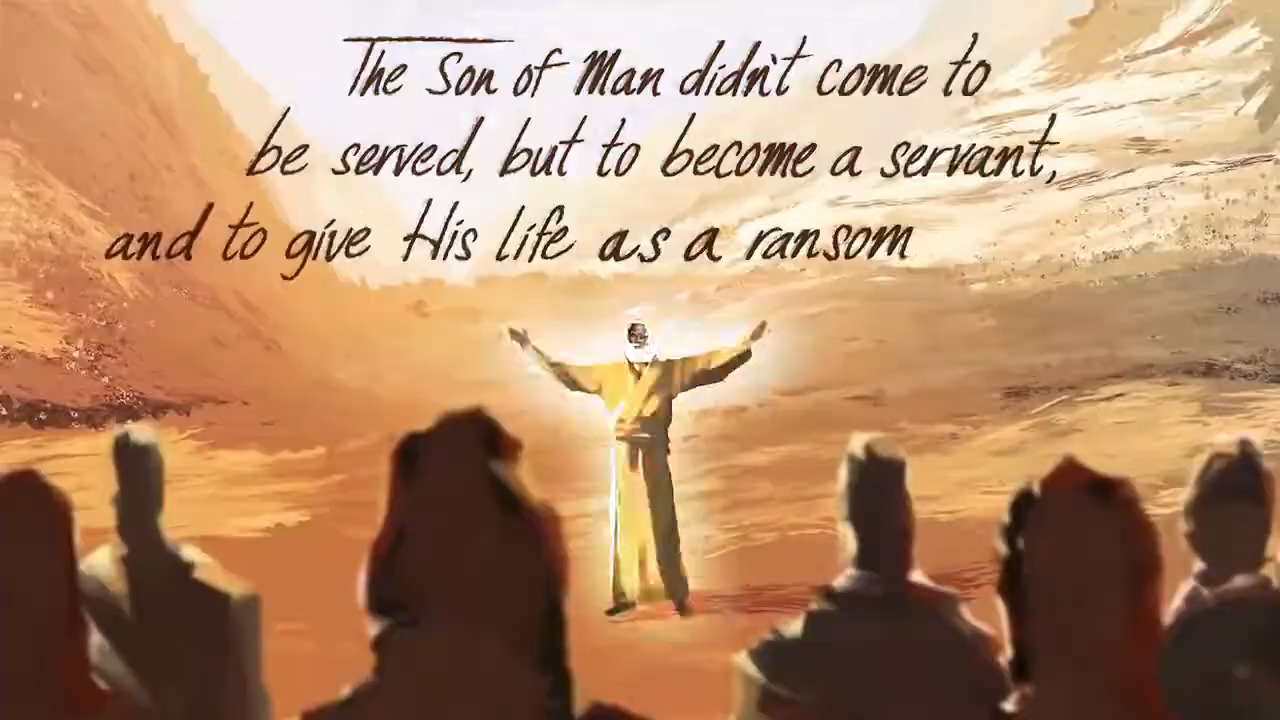 The Son of Man didn't come to
be served, but to become a servant,
and to give His life as a ransom